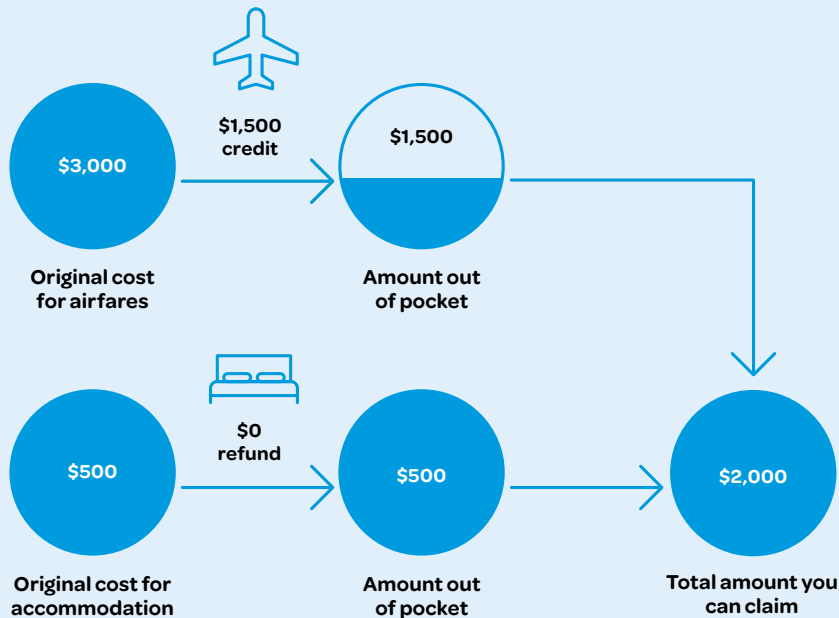 $1,500
credit
$3,000
$1,500
Original cost
for airfares
Amount out
of pocket
$0
refund
$500
$500
$2,000
Original cost for
accommodation
Amount out
of pocket
Total amount you
can claim